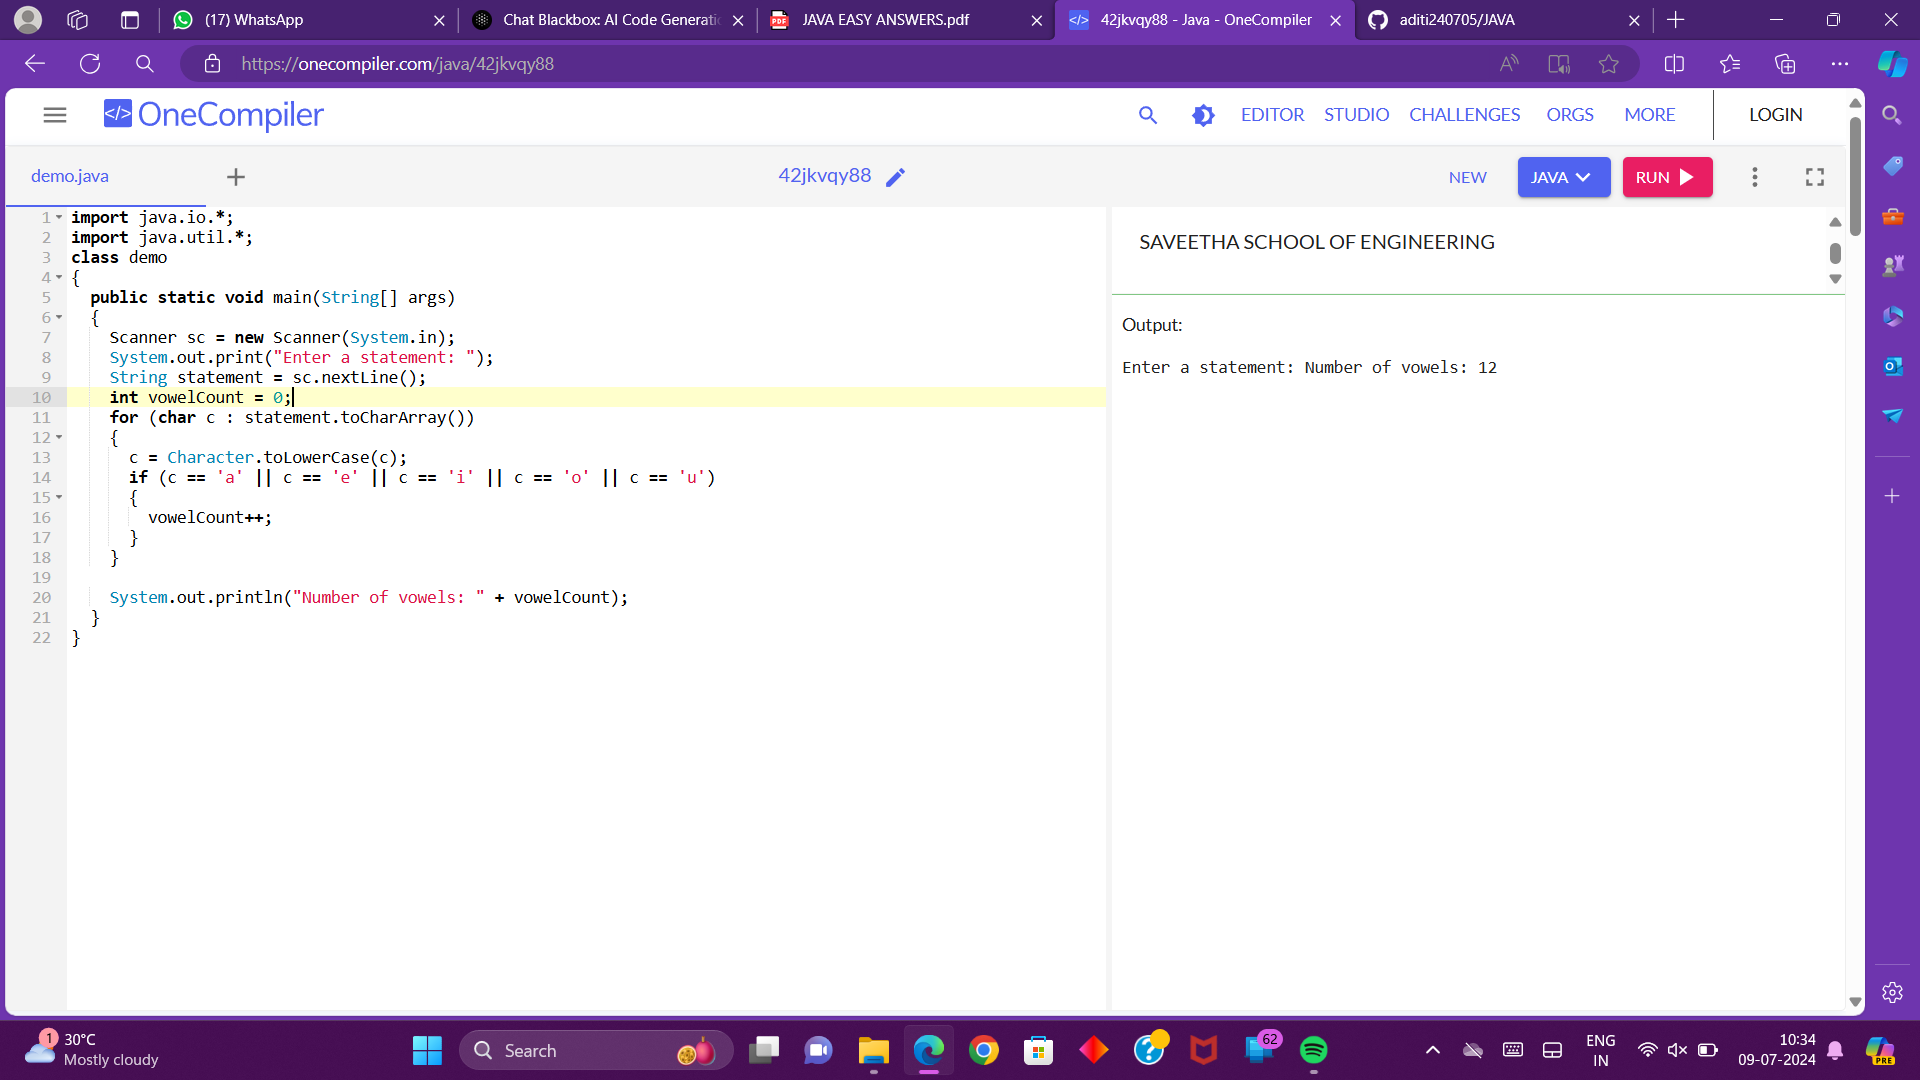 (17) WhatsApp
Chat Blackbox: AI Code Generati
JAVA EASY ANSWERS.pdf
42jkvqy88 - Java - OneCompiler
aditi240705/JAVA
https://onecompiler.com/java/42jkvqy88
</> OneCompiler
EDITOR STUDIO CHALLENGES ORGS MORE LOGIN
demo.java
42jkvqy88
NEW JAVA RUN
1 import java.io.*;
2 import java.util.*;
3 class demo
4 {
5 public static void main(String[] args)
6 {
7 Scanner sc = new Scanner(System.in);
8 System.out.print("Enter a statement: ");
9 String statement = sc.nextLine();
10 int vowelCount = 0;
11 for (char c : statement.toCharArray())
12 {
13 c = Character.toLowerCase(c);
14 if (c == 'a' || c == 'e' || c == 'i' || c == 'o' || c == 'u')
15 {
16 vowelCount++;
17 }
18 }
19
20 System.out.println("Number of vowels: " + vowelCount);
21 }
22 }
SAVEETHA SCHOOL OF ENGINEERING
Output:
Enter a statement: Number of vowels: 12
1
30°C
Mostly cloudy
Search
62
ENG
IN
10:34
09-07-2024
PRE